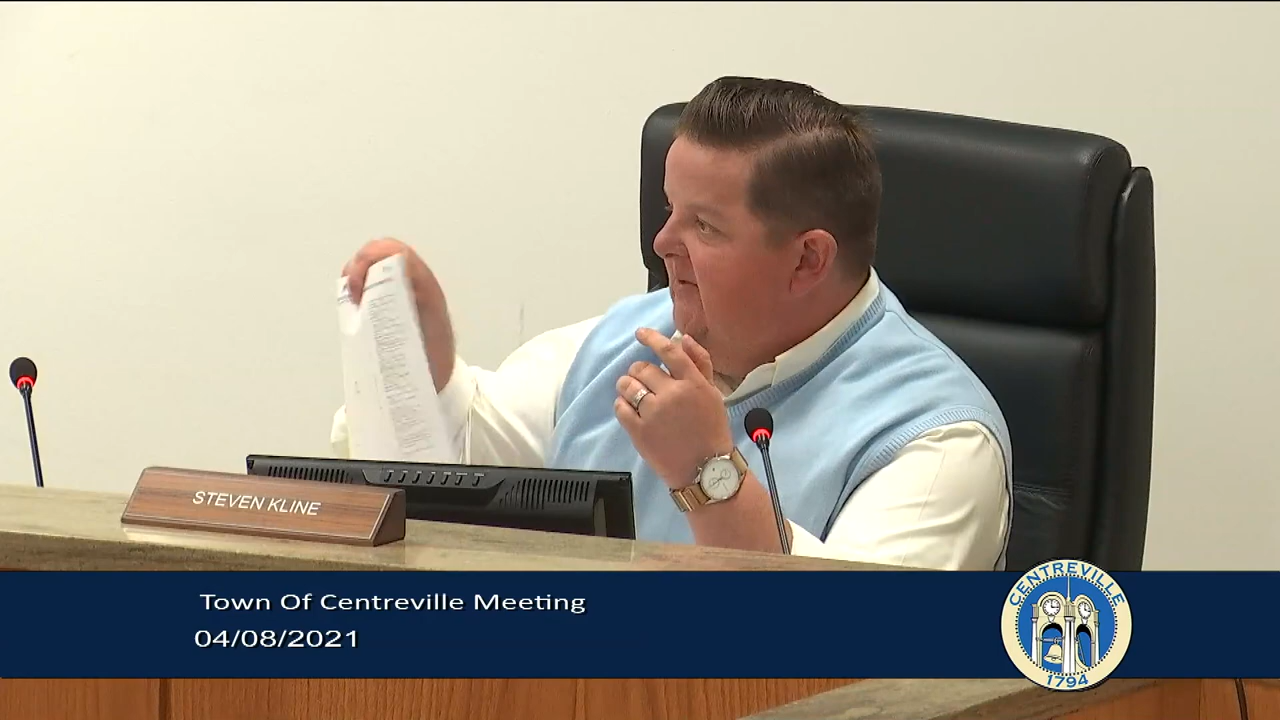 STEVEN KLINE
Town Of Centreville Meeting
04/08/2021
CENTREVILLE
1794